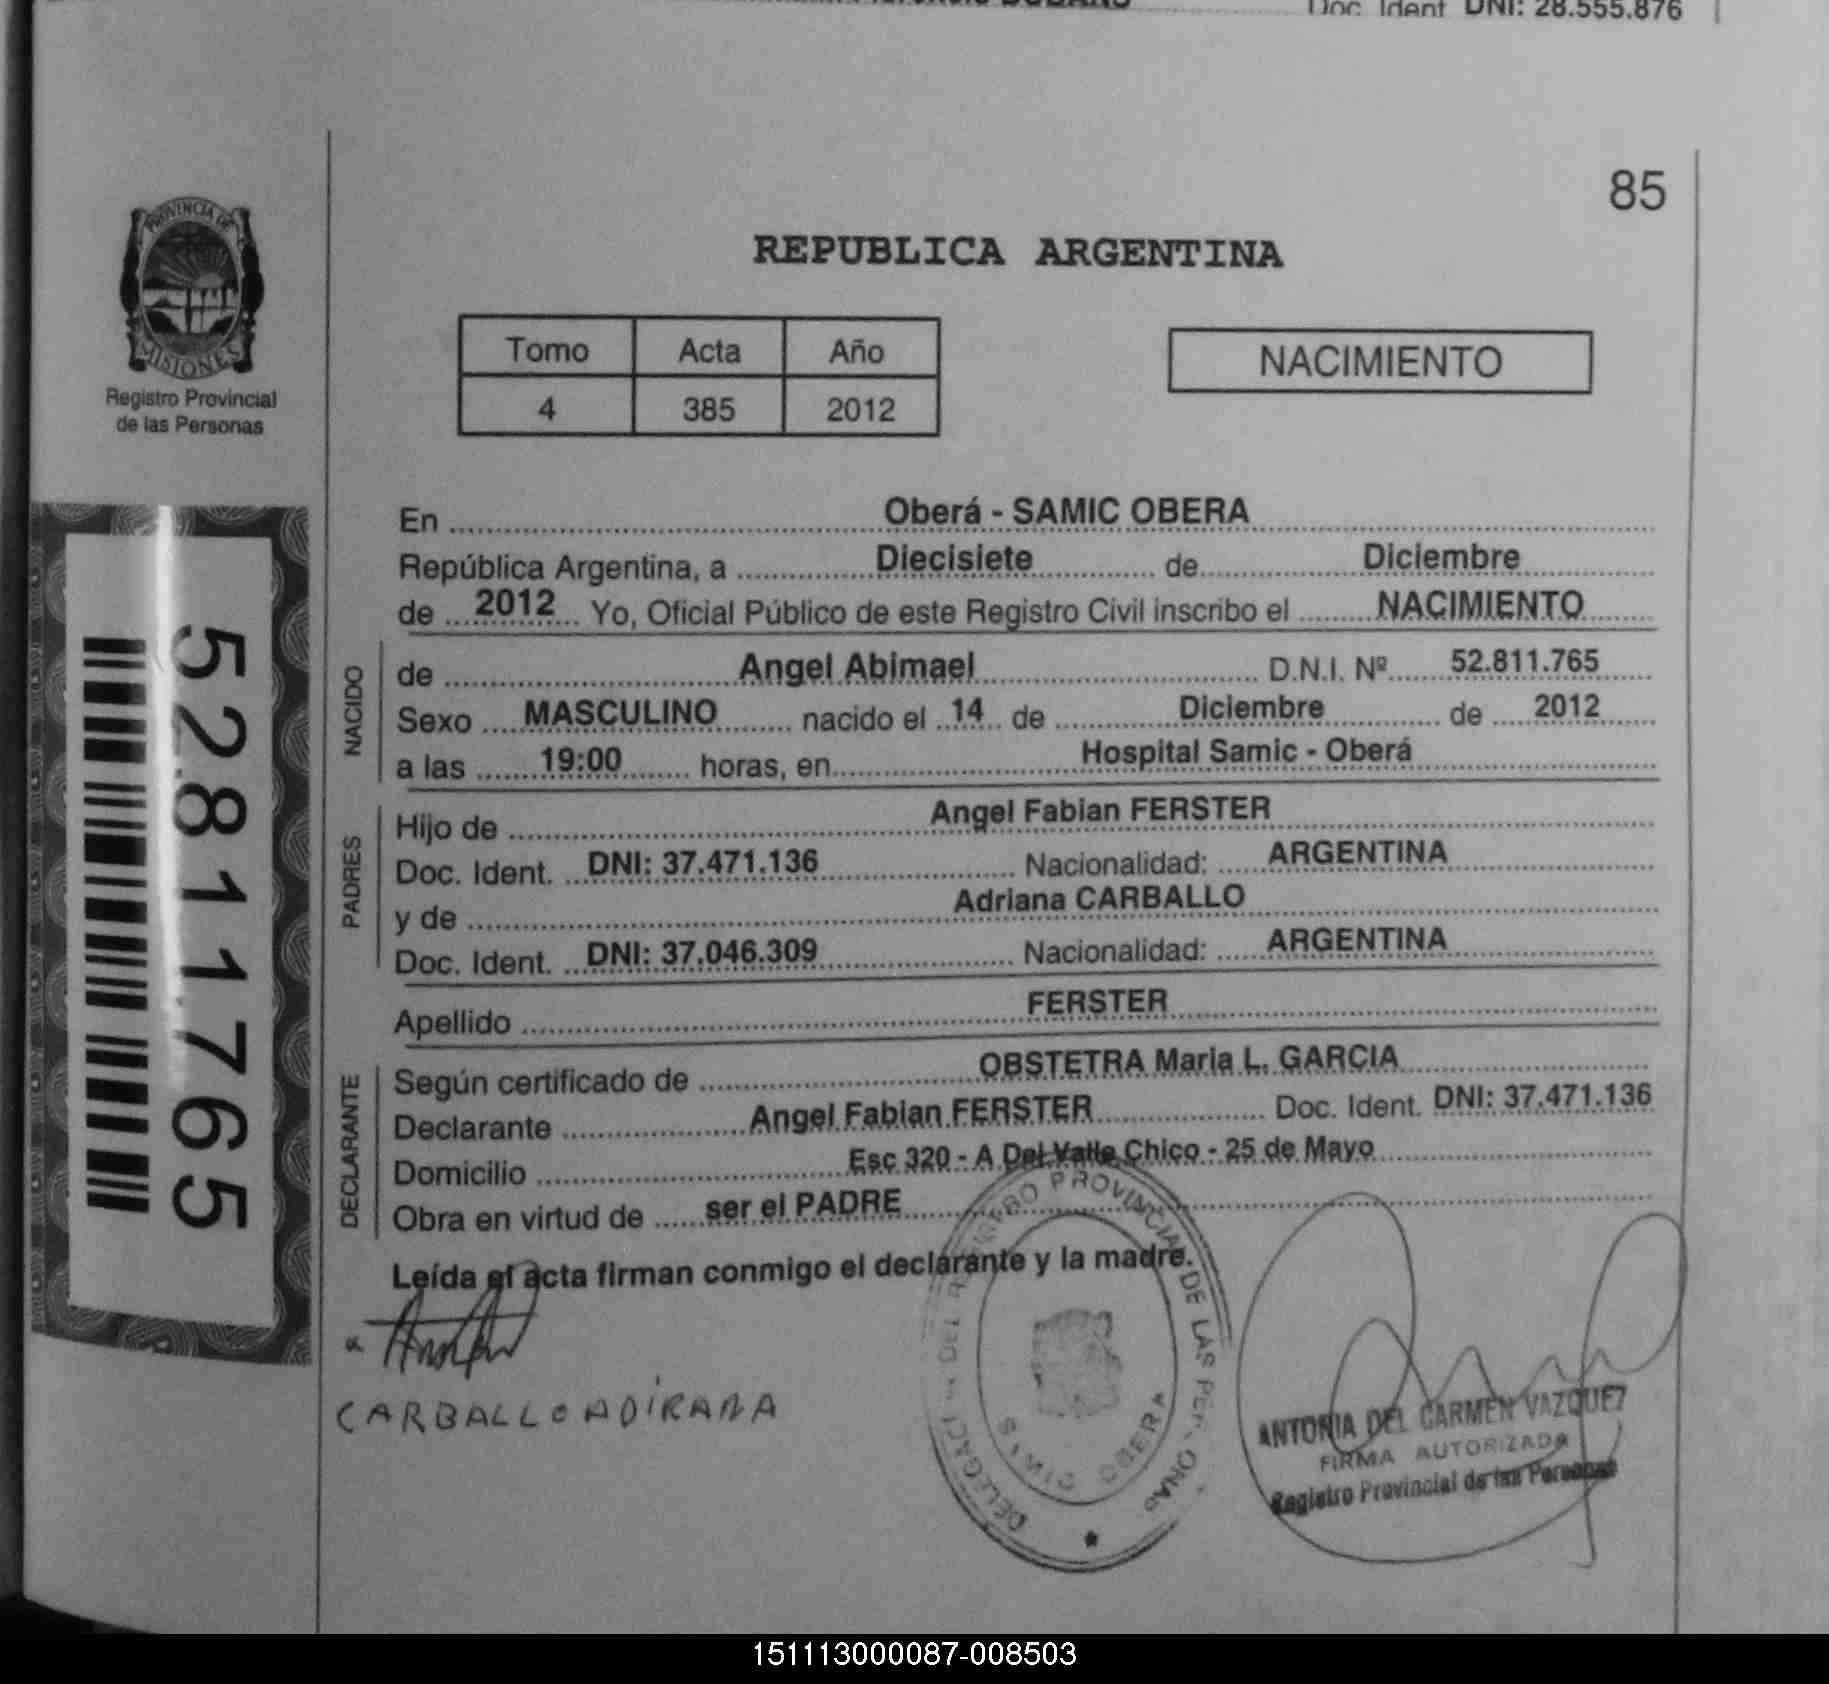 Doc. Ident. DNI: 28.555.876
85
PROVINCIA DE
MISIONES
Registro Provincial
de las Personas
REPUBLICA ARGENTINA
Tomo Acta Año
4 385 2012
NACIMIENTO
52811765
En Oberá - SAMIC OBERA
República Argentina, a Diecisiete de Diciembre
de 2012 Yo, Oficial Público de este Registro Civil inscribo el NACIMIENTO
NACIDO
de Angel Abimael D.N.I. Nº 52.811.765
Sexo MASCULINO nacido el 14 de Diciembre de 2012
a las 19:00 horas, en Hospital Samic - Oberá
PADRES
Hijo de Angel Fabian FERSTER
Doc. Ident. DNI: 37.471.136 Nacionalidad: ARGENTINA
y de Adriana CARBALLO
Doc. Ident. DNI: 37.046.309 Nacionalidad: ARGENTINA
Apellido FERSTER
DECLARANTE
Según certificado de OBSTETRA Maria L. GARCIA
Declarante Angel Fabian FERSTER Doc. Ident. DNI: 37.471.136
Domicilio Esc 320 - A Del Valle Chico - 25 de Mayo
Obra en virtud de ser el PADRE
Leída el acta firman conmigo el declarante y la madre.
CARBALLO ADIRANA
PROVINCIAL DE LAS
OBERA
ANTONIA DEL CARMEN VAZQUEZ
FIRMA AUTORIZADA
Registro Provincial de las Personas
151113000087-008503